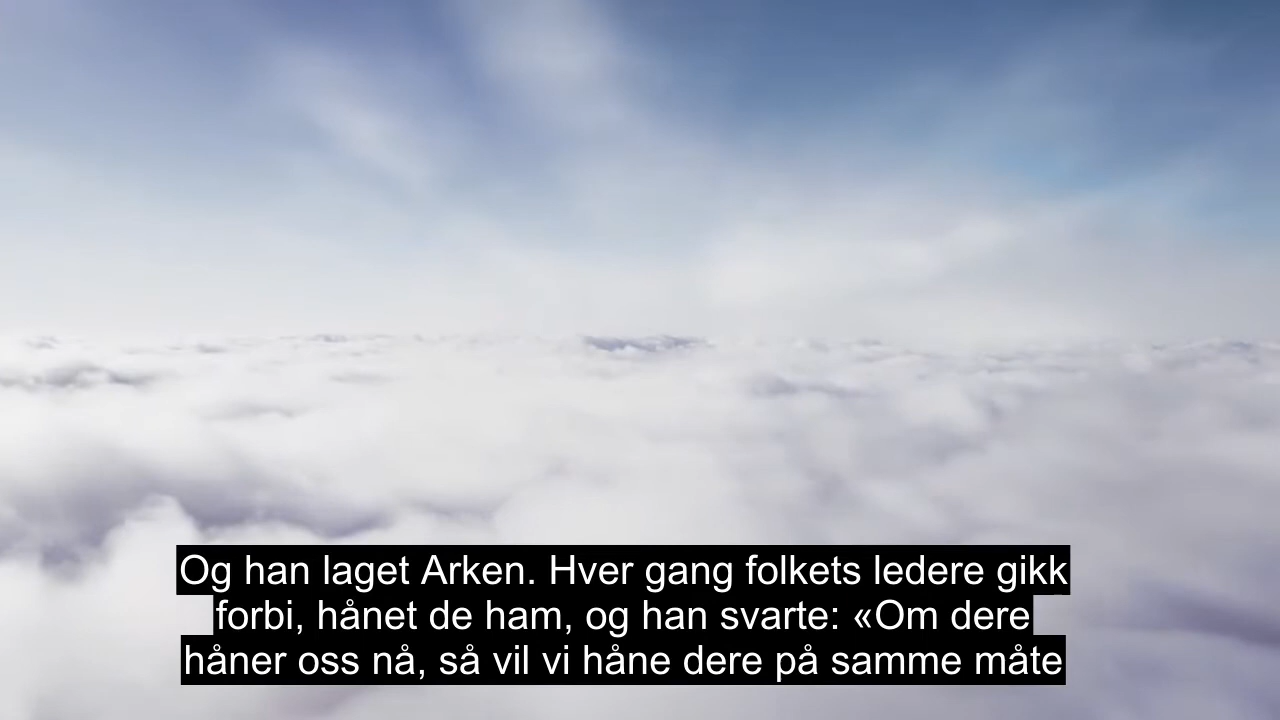 Og han laget Arken. Hver gang folkets ledere gikk
forbi, hånet de ham, og han svarte: «Om dere
håner oss nå, så vil vi håne dere på samme måte